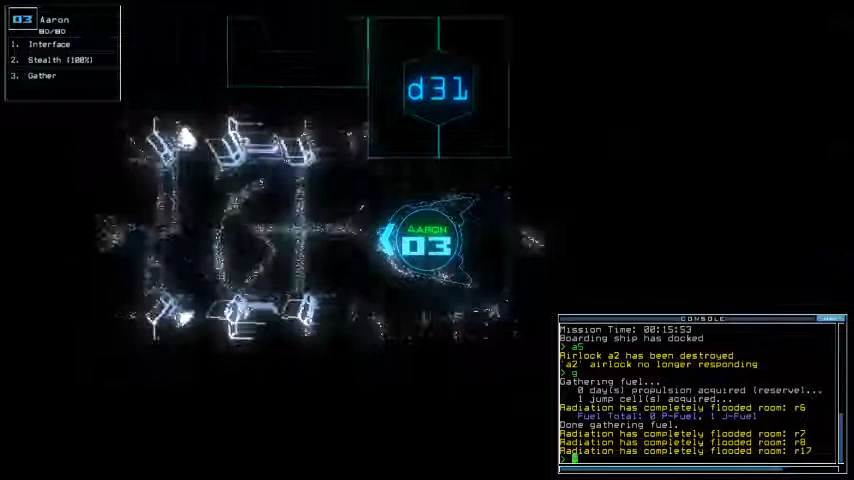 03 Aaron
80/80
1. Interface
2. Stealth (100%)
3. Gather
d31
AARON
03
CONSOLE
Mission Time: 00:15:53
Boarding ship has docked
> a5
Airlock a2 has been destroyed
'a2' airlock no longer responding
> g
Gathering fuel...
0 day(s) propulsion acquired (reserve)...
1 jump cell(s) acquired...
Radiation has completely flooded room: r6
Fuel Total: 0 P-Fuel, 1 J-Fuel
Done gathering fuel.
Radiation has completely flooded room: r7
Radiation has completely flooded room: r8
Radiation has completely flooded room: r17
>